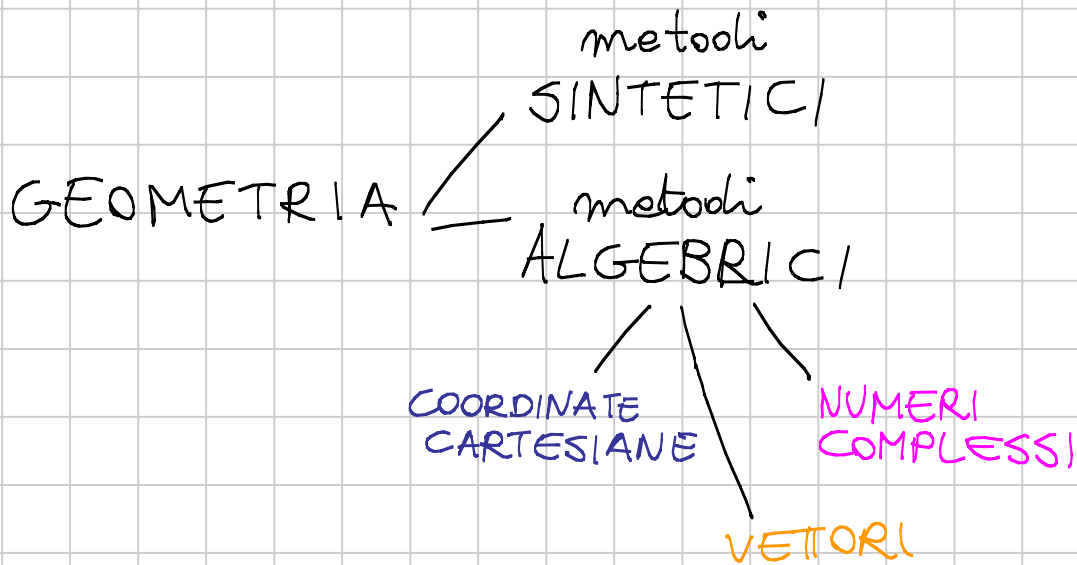 metodi
SINTETICI
GEOMETRIA
metodi
ALGEBRICI
COORDINATE
CARTESIANE
NUMERI
COMPLESSI
VETTORI